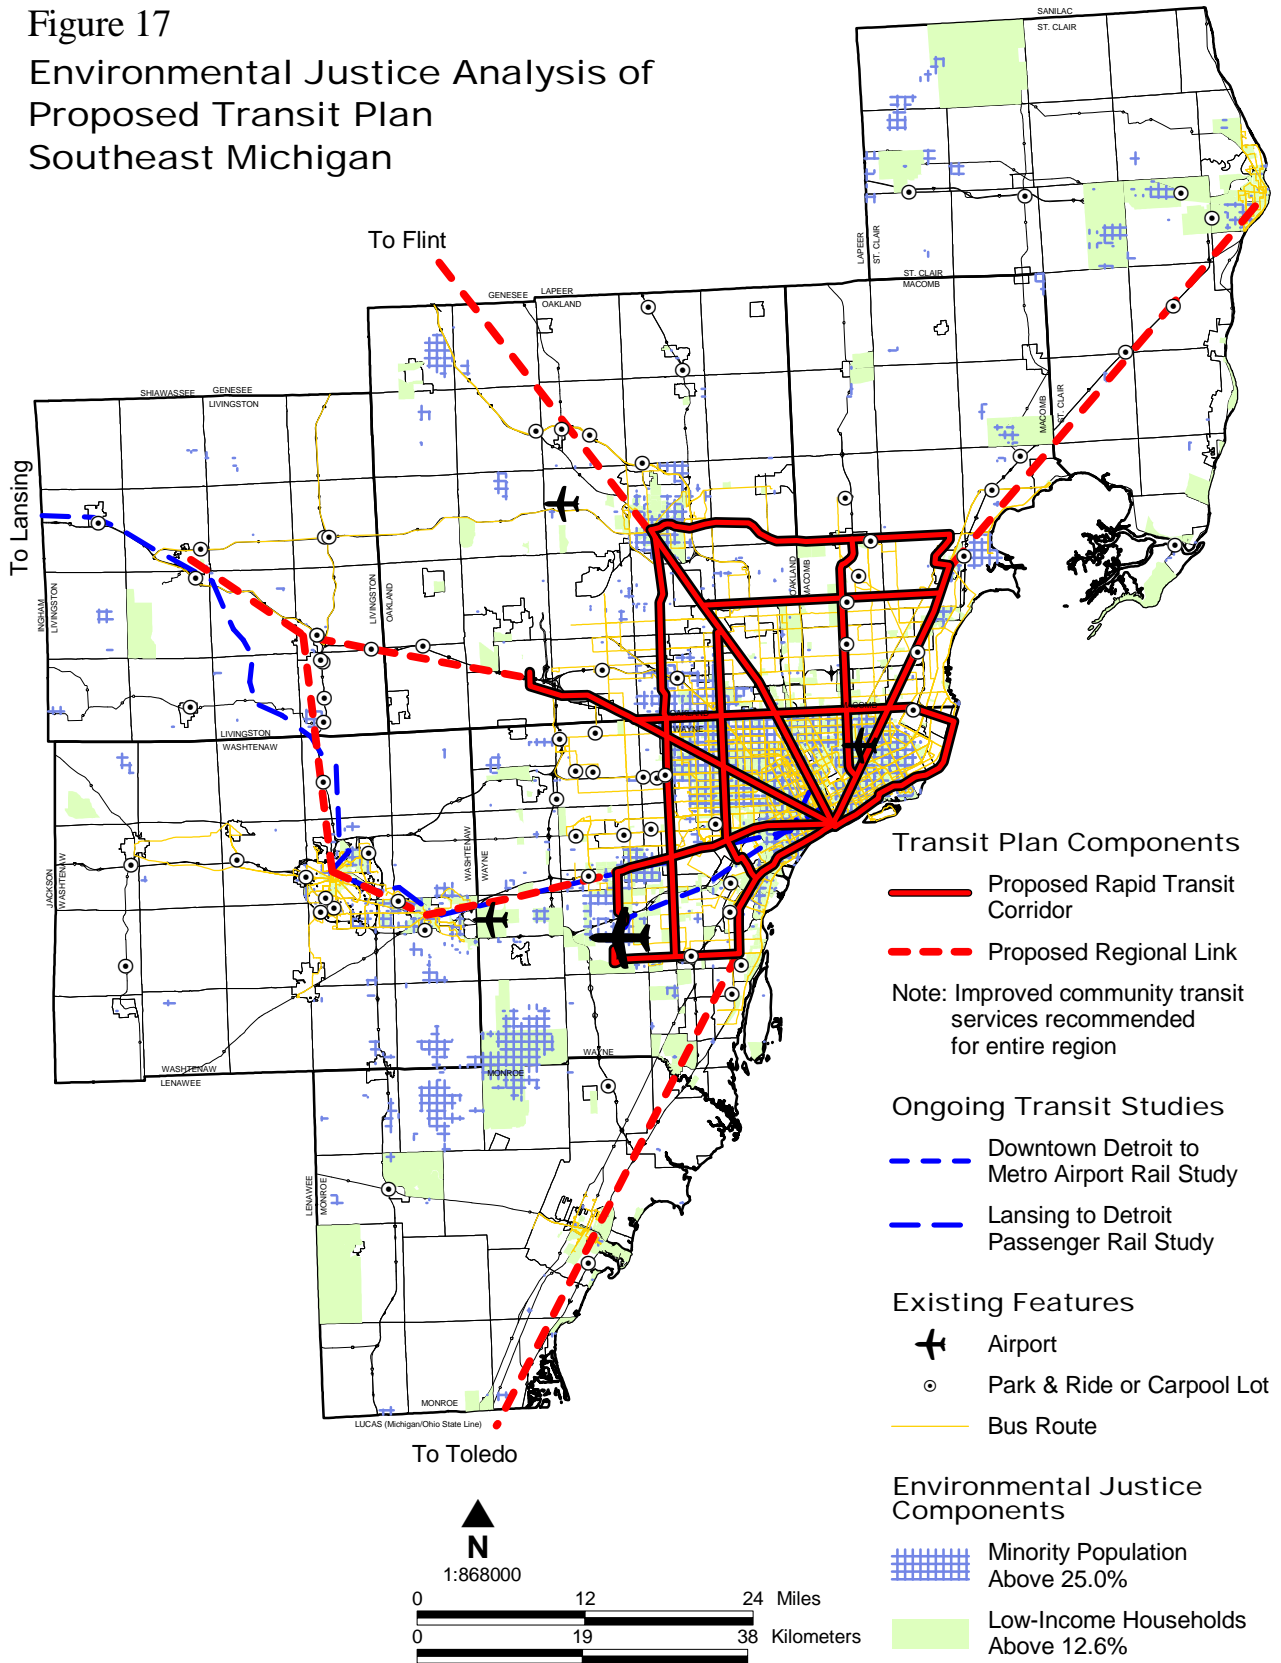 Figure 17
Environmental Justice Analysis of
Proposed Transit Plan
Southeast Michigan
SANILAC
ST. CLAIR
LAPEER
ST. CLAIR
To Flint
ST. CLAIR
MACOMB
GENESEE
LAPEER
OAKLAND
SHIAWASSEE
GENESEE
LIVINGSTON
MACOMB
ST. CLAIR
To Lansing
INGHAM
LIVINGSTON
LIVINGSTON
OAKLAND
OAKLAND
MACOMB
WAYNE
LIVINGSTON
WASHTENAW
WASHTENAW
WAYNE
JACKSON
WASHTENAW
WAYNE
MONROE
WASHTENAW
LENAWEE
LENAWEE
MONROE
MONROE
LUCAS (Michigan/Ohio State Line)
To Toledo
N
1:868000
0 12 24 Miles
0 19 38 Kilometers
Transit Plan Components
Proposed Rapid Transit
Corridor
Proposed Regional Link
Note: Improved community transit
services recommended
for entire region
Ongoing Transit Studies
Downtown Detroit to
Metro Airport Rail Study
Lansing to Detroit
Passenger Rail Study
Existing Features
Airport
Park & Ride or Carpool Lot
Bus Route
Environmental Justice
Components
Minority Population
Above 25.0%
Low-Income Households
Above 12.6%